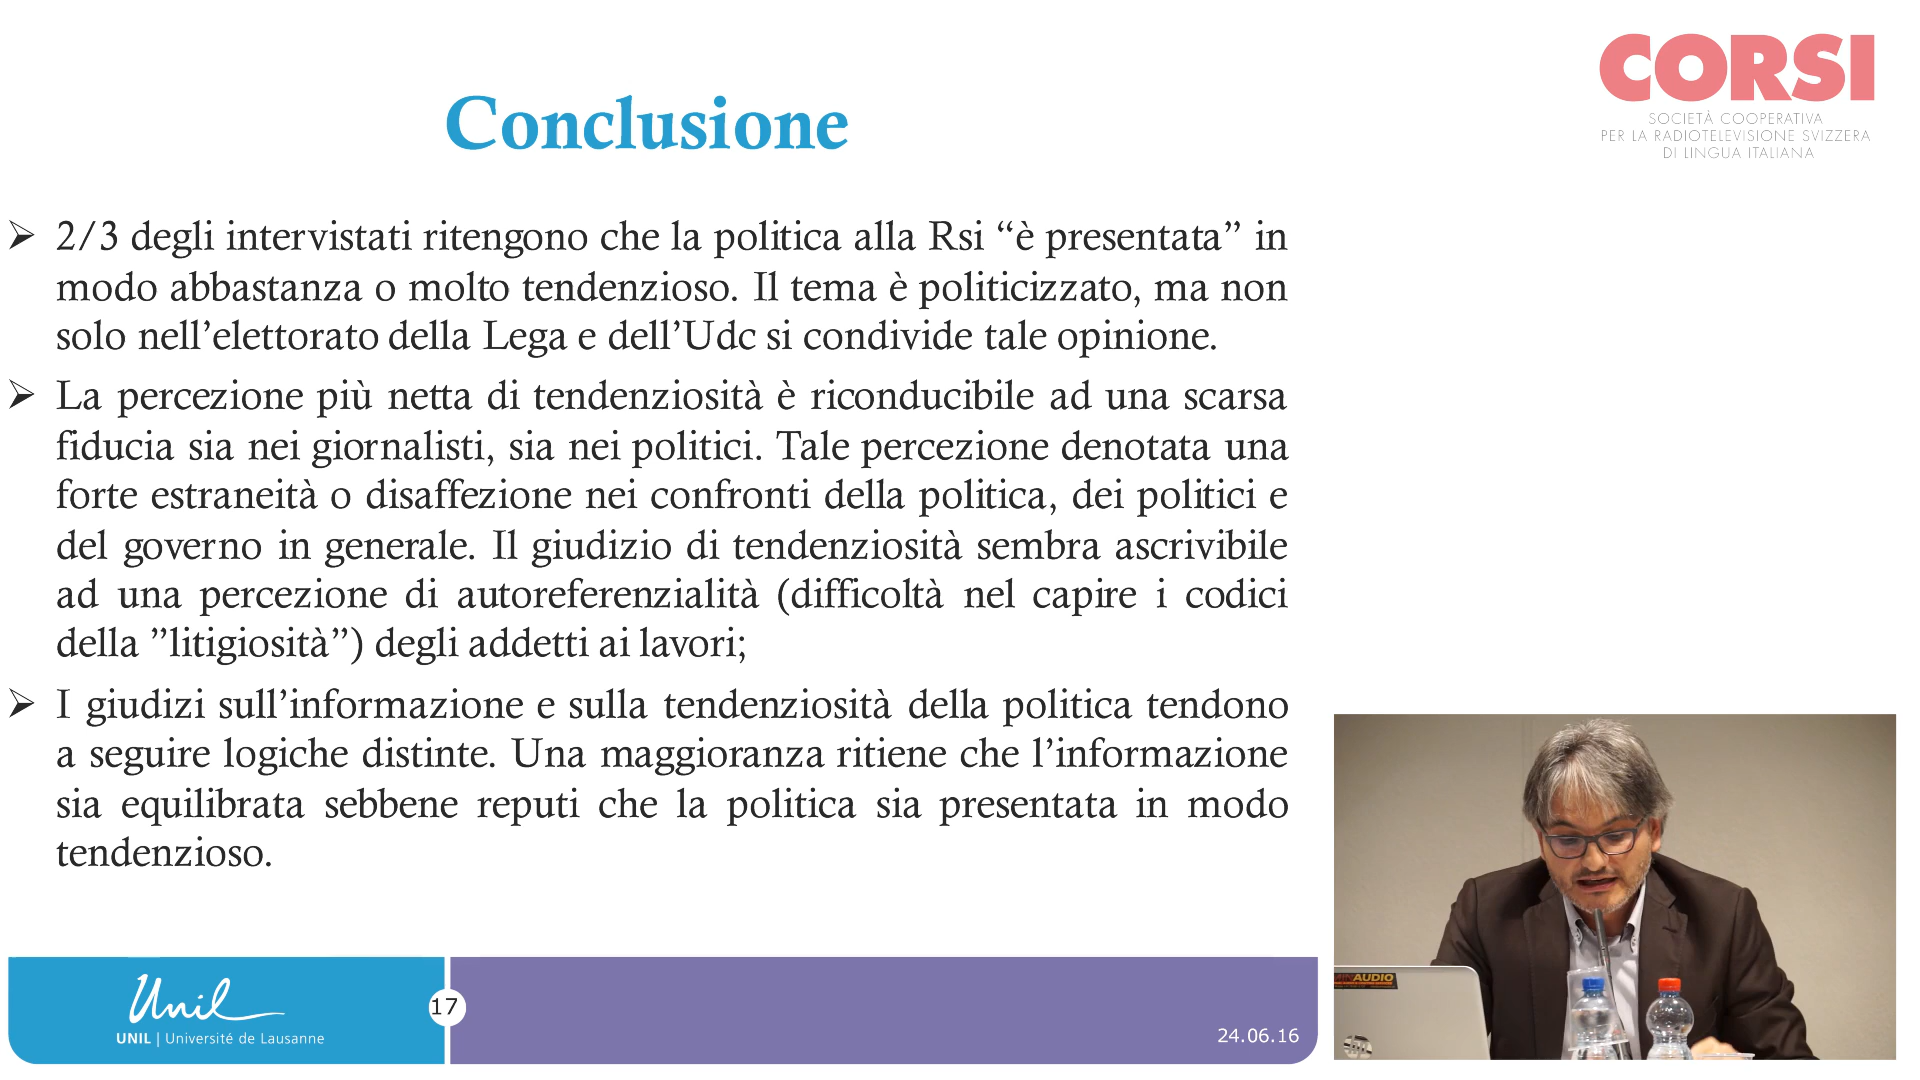 CORSI
SOCIETÀ COOPERATIVA
PER LA RADIOTELEVISIONE SVIZZERA
DI LINGUA ITALIANA
Conclusione
2/3 degli intervistati ritengono che la politica alla Rsi “è presentata” in
modo abbastanza o molto tendenzioso. Il tema è politicizzato, ma non
solo nell’elettorato della Lega e dell’Udc si condivide tale opinione.
La percezione più netta di tendenziosità è riconducibile ad una scarsa
fiducia sia nei giornalisti, sia nei politici. Tale percezione denotata una
forte estraneità o disaffezione nei confronti della politica, dei politici e
del governo in generale. Il giudizio di tendenziosità sembra ascrivibile
ad una percezione di autoreferenzialità (difficoltà nel capire i codici
della ”litigiosità”) degli addetti ai lavori;
I giudizi sull’informazione e sulla tendenziosità della politica tendono
a seguire logiche distinte. Una maggioranza ritiene che l’informazione
sia equilibrata sebbene reputi che la politica sia presentata in modo
tendenzioso.
Unil
UNIL | Université de Lausanne
17
24.06.16
AUDIO